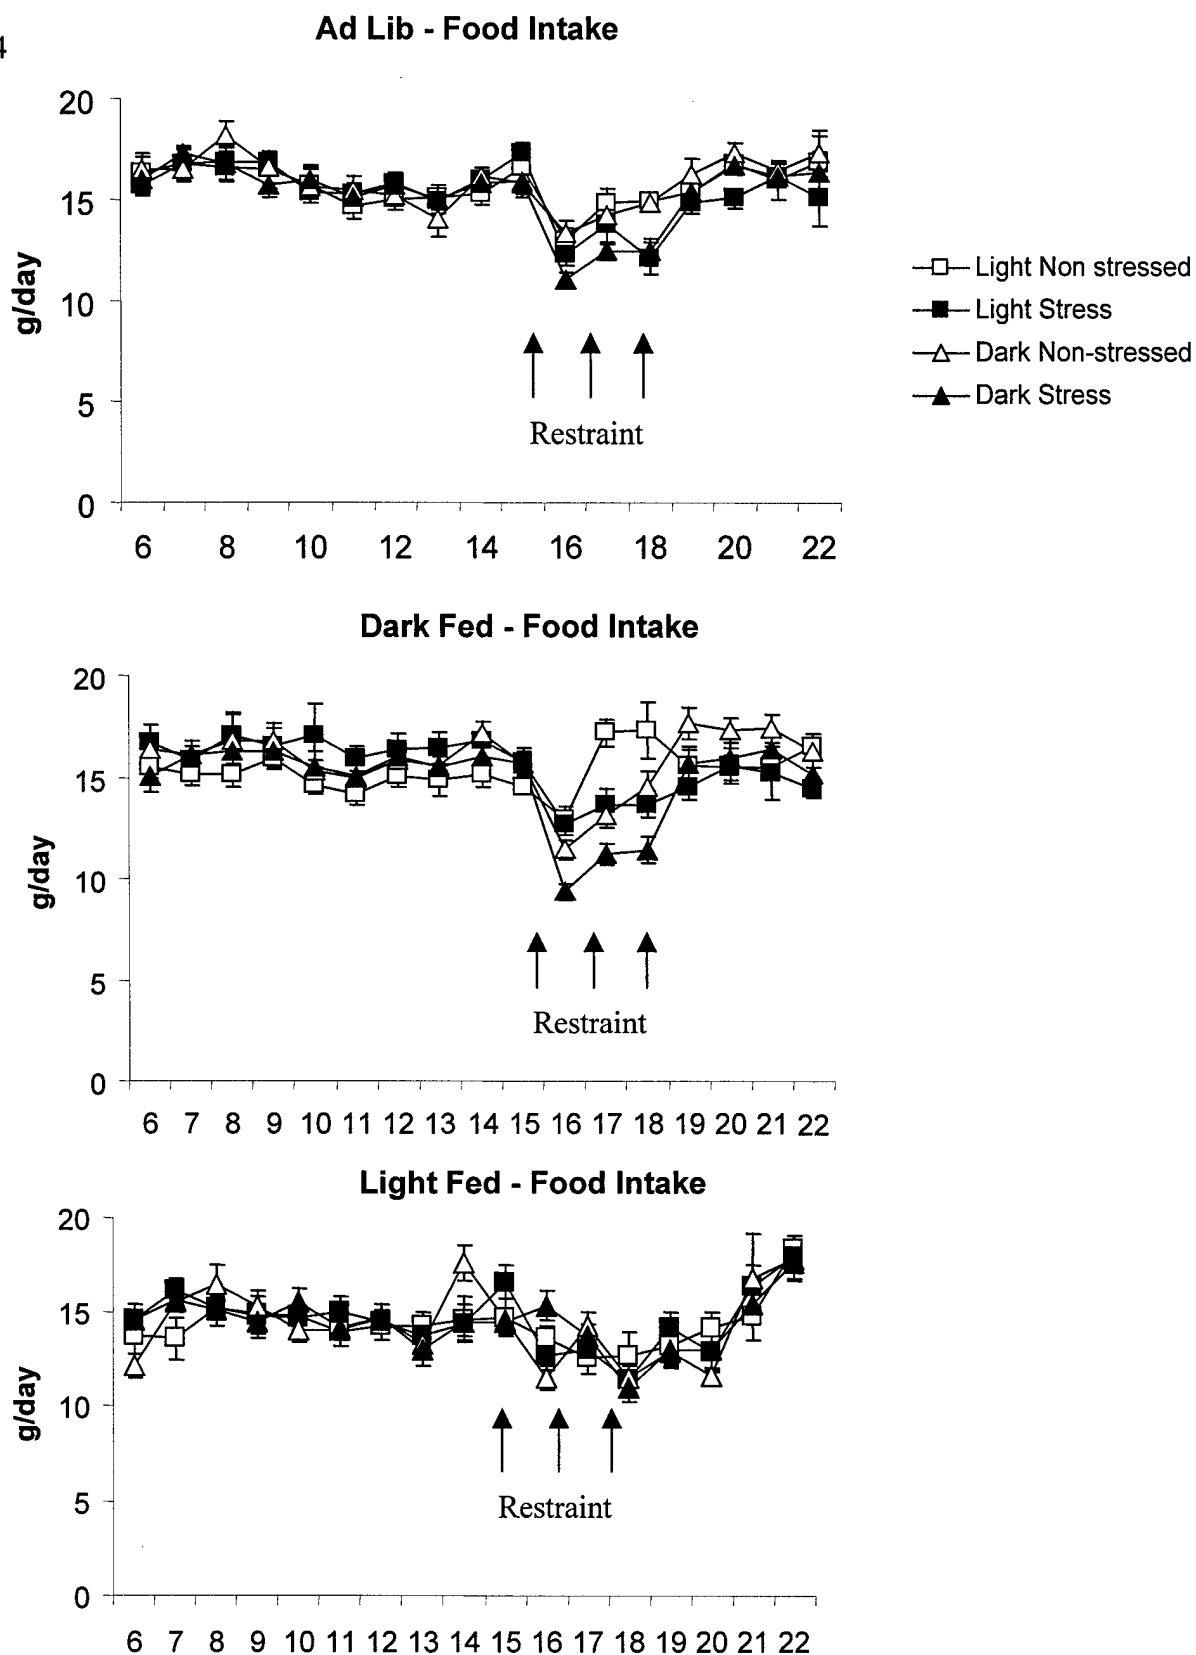 4
Ad Lib - Food Intake
20
15
10
5
0
g/day
Restraint
6 8 10 12 14 16 18 20 22
Light Non stressed
Light Stress
Dark Non-stressed
Dark Stress
Dark Fed - Food Intake
20
15
10
5
0
g/day
Restraint
6 7 8 9 10 11 12 13 14 15 16 17 18 19 20 21 22
Light Fed - Food Intake
20
15
10
5
0
g/day
Restraint
6 7 8 9 10 11 12 13 14 15 16 17 18 19 20 21 22